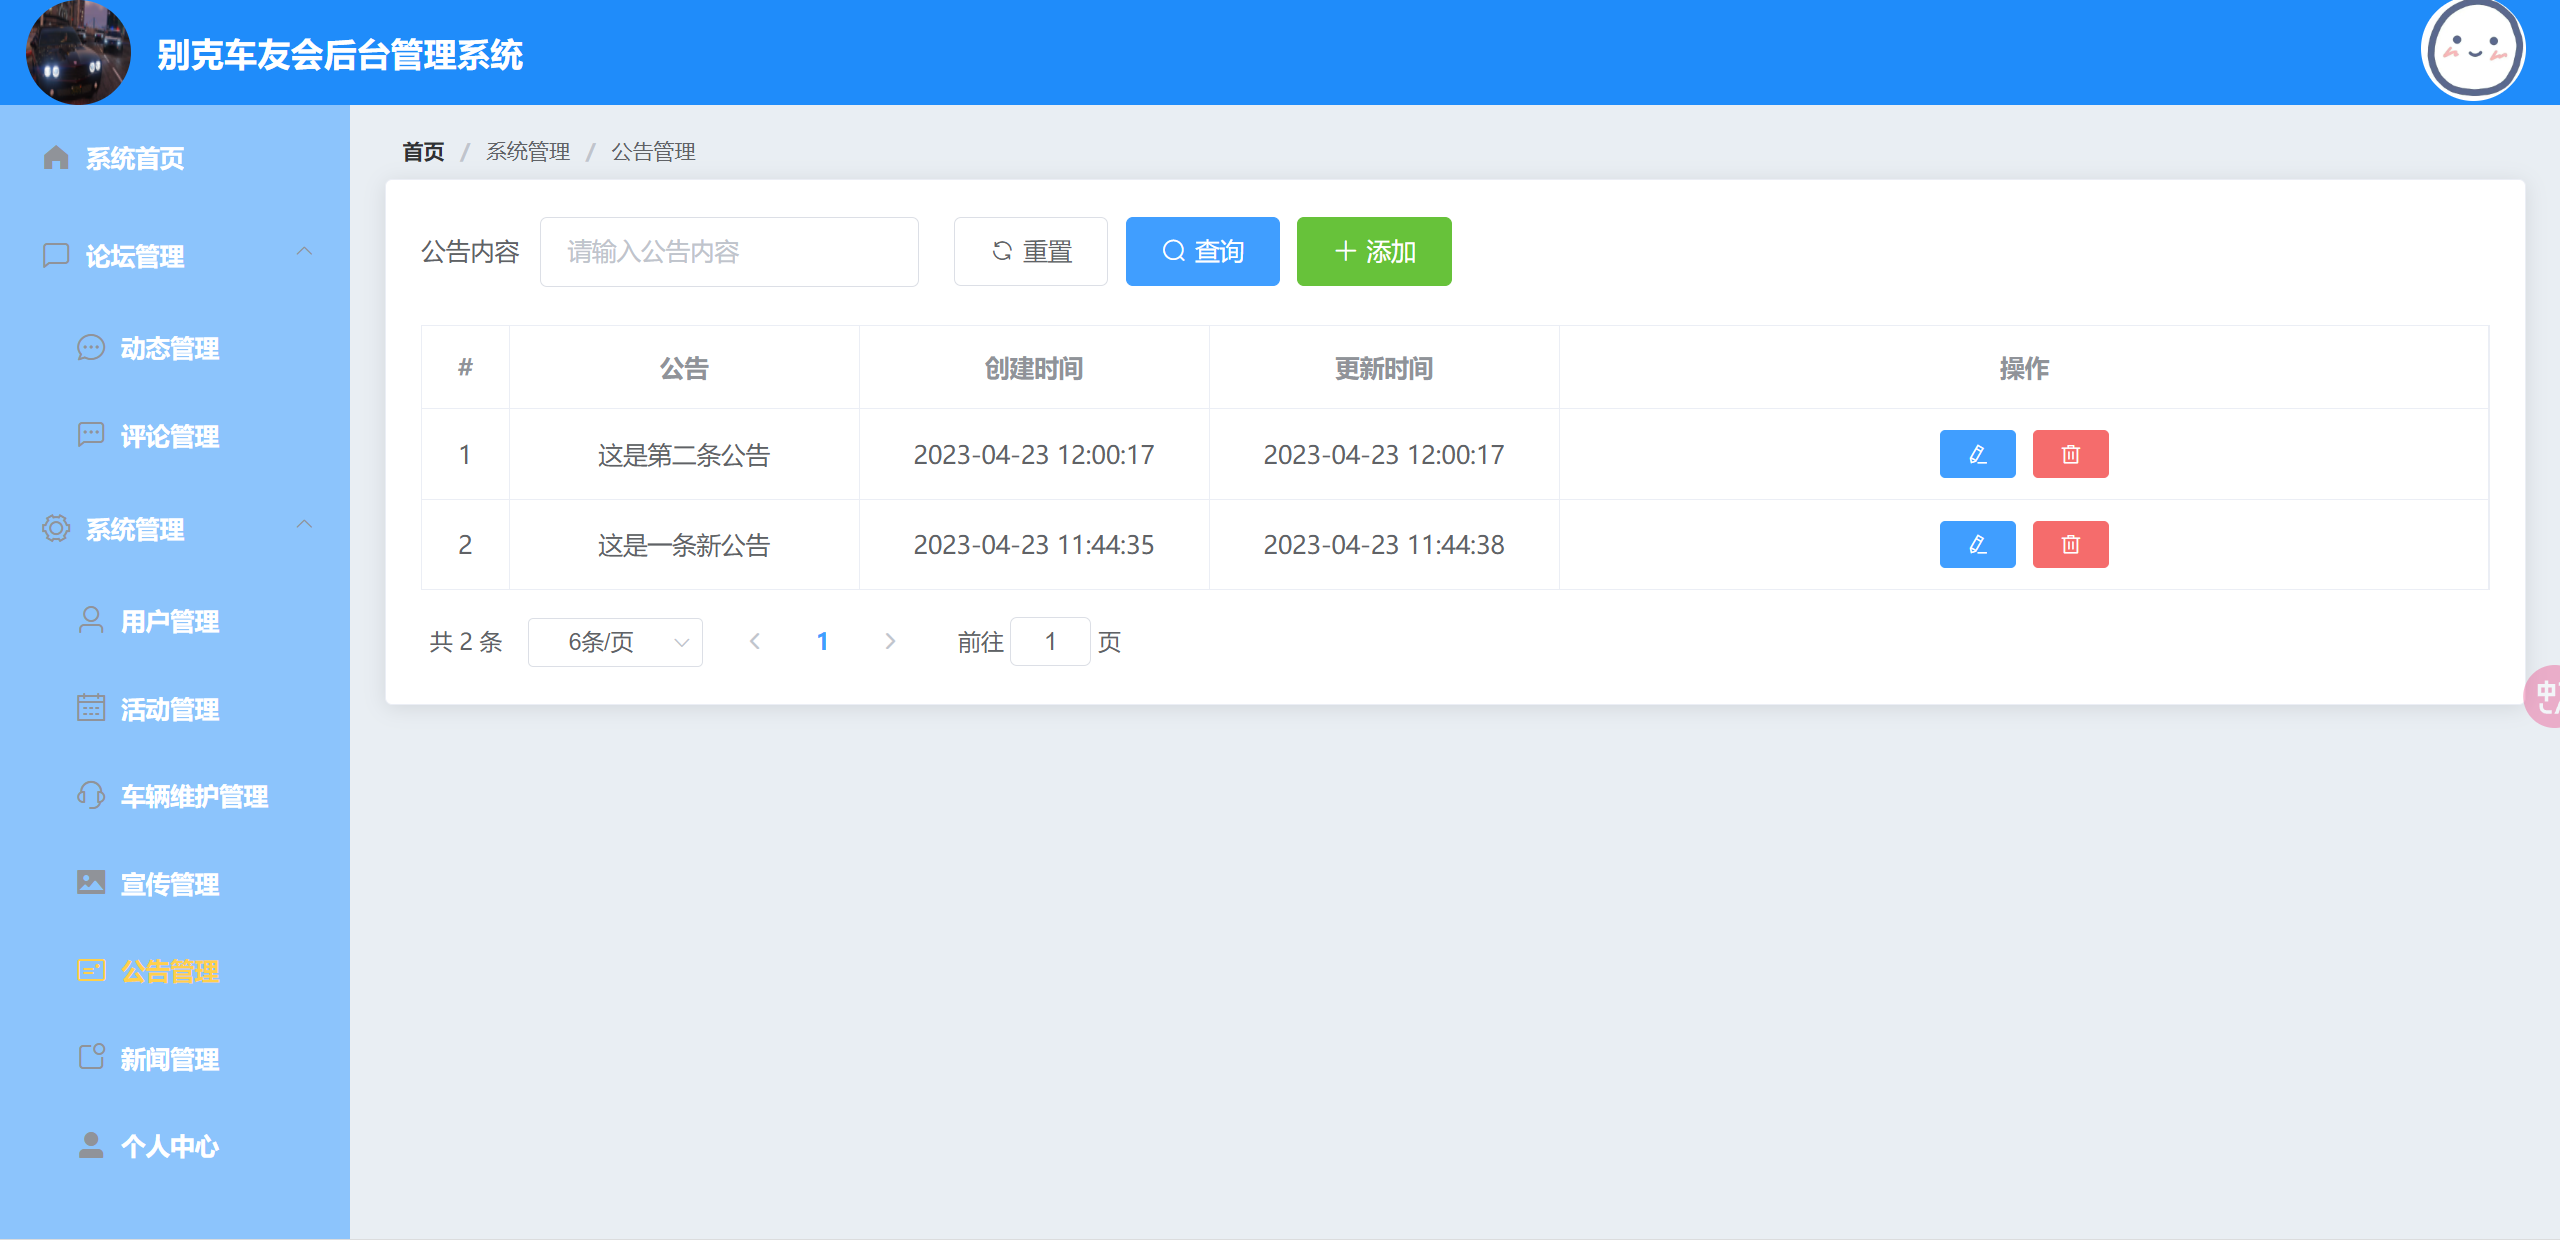 别克车友会后台管理系统
系统首页
论坛管理
动态管理
评论管理
系统管理
用户管理
活动管理
车辆维护管理
宣传管理
公告管理
新闻管理
个人中心
首页 / 系统管理 / 公告管理
公告内容 请输入公告内容 重置 查询 添加
# 公告 创建时间 更新时间 操作
1 这是第二条公告 2023-04-23 12:00:17 2023-04-23 12:00:17
2 这是一条新公告 2023-04-23 11:44:35 2023-04-23 11:44:38
共 2 条 6条/页 1 前往 1 页
中